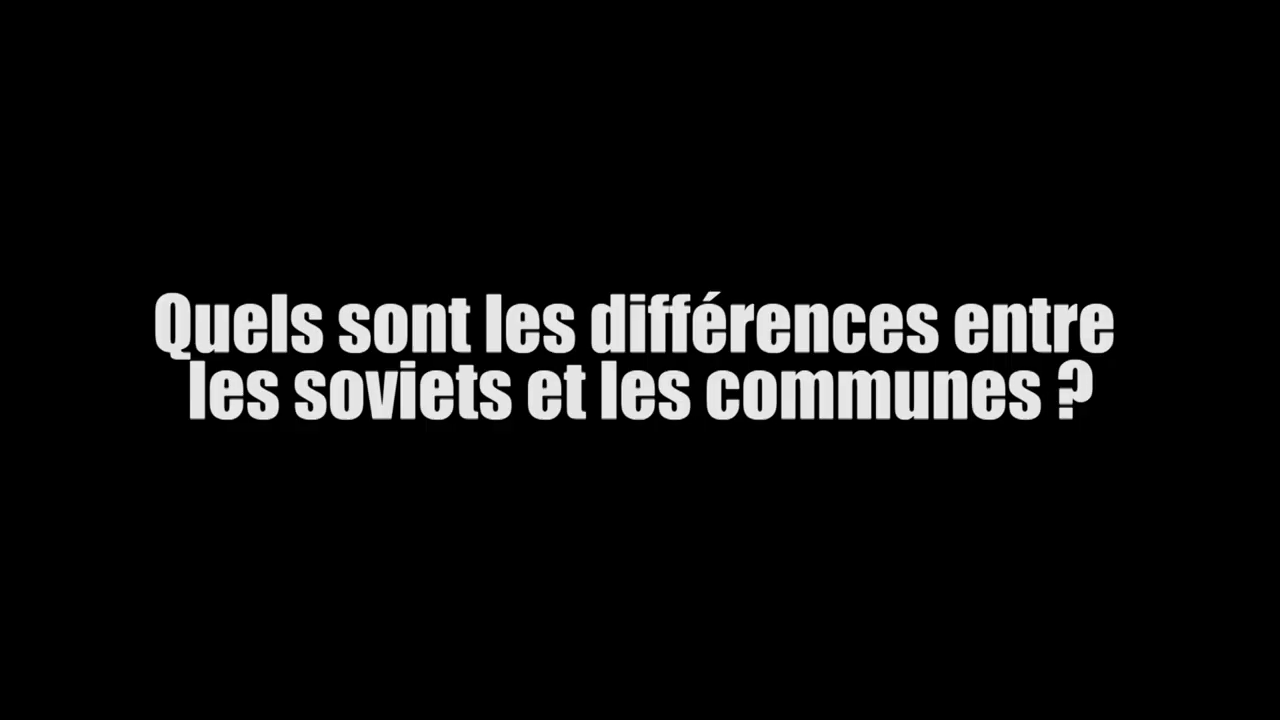 Quels sont les différences entre
les soviets et les communes ?